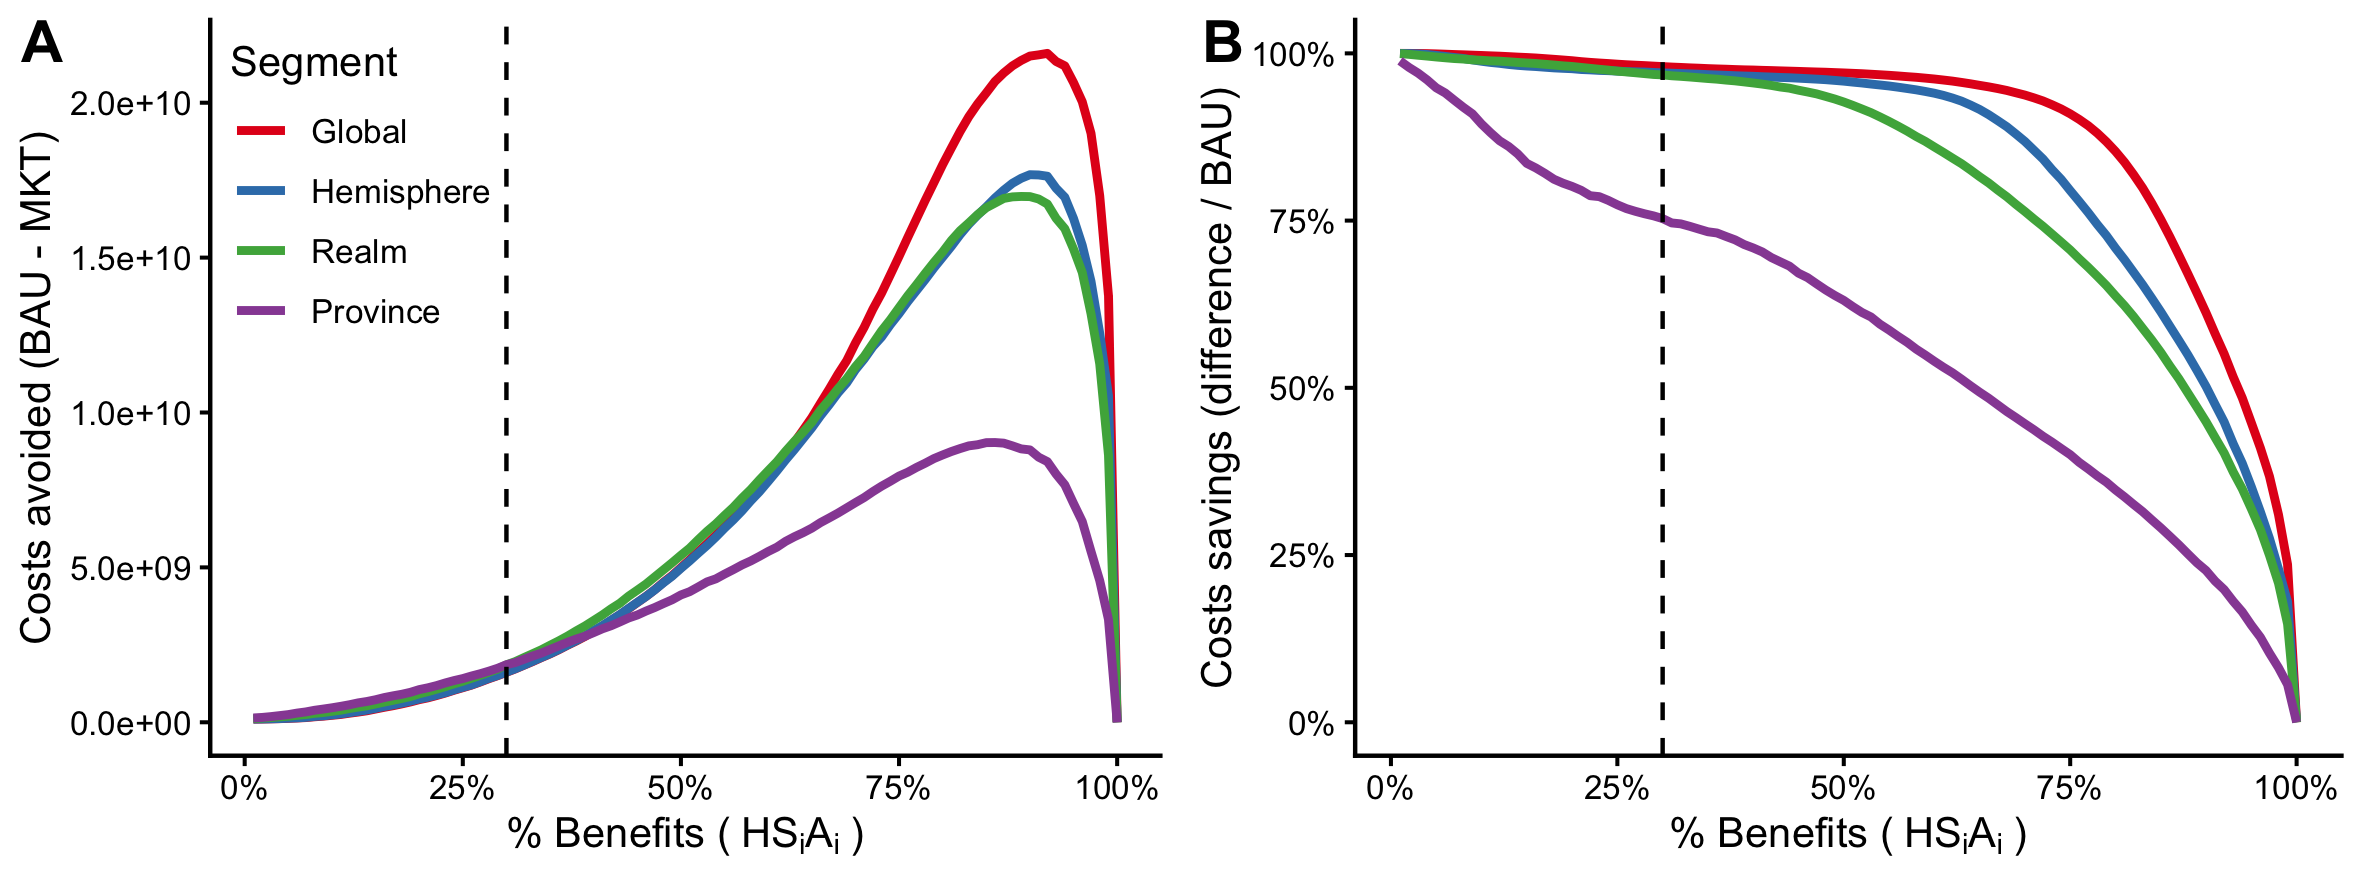 A
Segment
Global
Hemisphere
Realm
Province
Costs avoided (BAU - MKT)
2.0e+10
1.5e+10
1.0e+10
5.0e+09
0.0e+00
0%
25%
50%
75%
100%
% Benefits ( HSiAi )
B
Costs savings (difference / BAU)
100%
75%
50%
25%
0%
0%
25%
50%
75%
100%
% Benefits ( HSiAi )